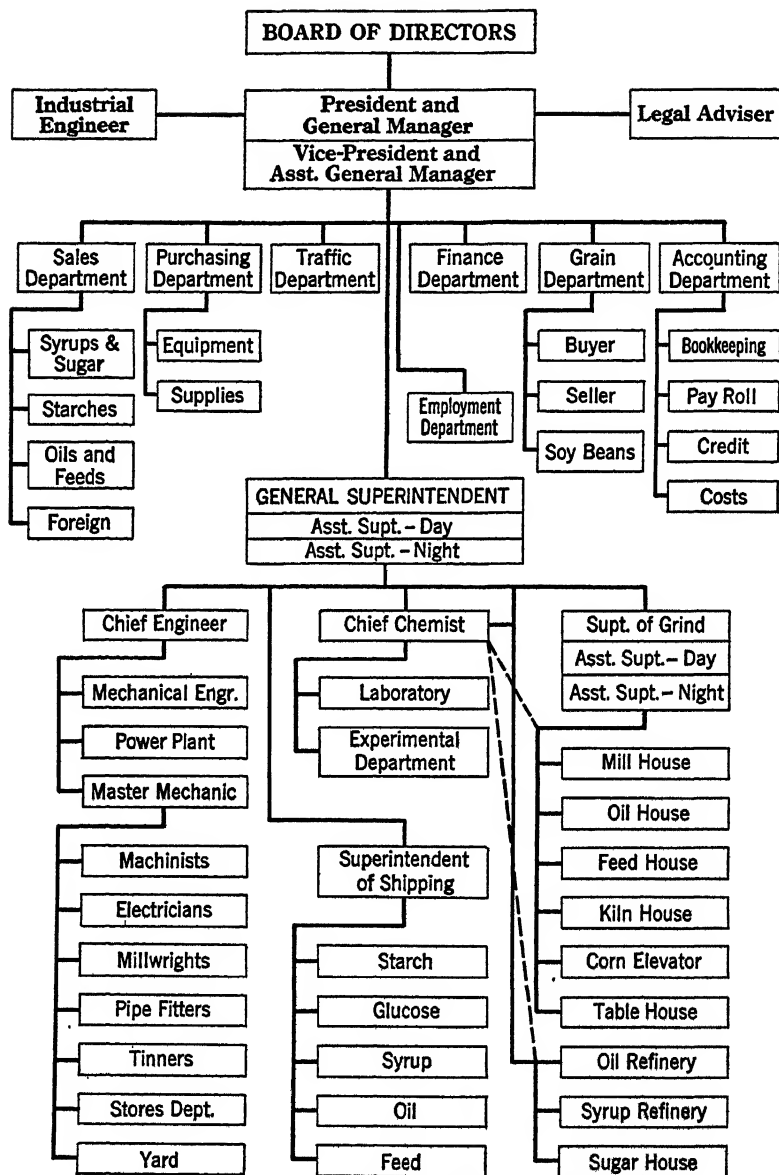 BOARD OF DIRECTORS
Industrial
Engineer
President and
General Manager
Vice-President and
Asst. General Manager
Legal Adviser
Sales
Department
Purchasing
Department
Traffic
Department
Finance
Department
Grain
Department
Accounting
Department
Syrups &
Sugar
Starches
Oils and
Feeds
Foreign
Equipment
Supplies
Employment
Department
Buyer
Seller
Soy Beans
Bookkeeping
Pay Roll
Credit
Costs
GENERAL SUPERINTENDENT
Asst. Supt. – Day
Asst. Supt. – Night
Chief Engineer
Mechanical Engr.
Power Plant
Master Mechanic
Machinists
Electricians
Millwrights
Pipe Fitters
Tinners
Stores Dept.
Yard
Chief Chemist
Laboratory
Experimental
Department
Superintendent
of Shipping
Starch
Glucose
Syrup
Oil
Feed
Supt. of Grind
Asst. Supt. – Day
Asst. Supt. – Night
Mill House
Oil House
Feed House
Kiln House
Corn Elevator
Table House
Oil Refinery
Syrup Refinery
Sugar House